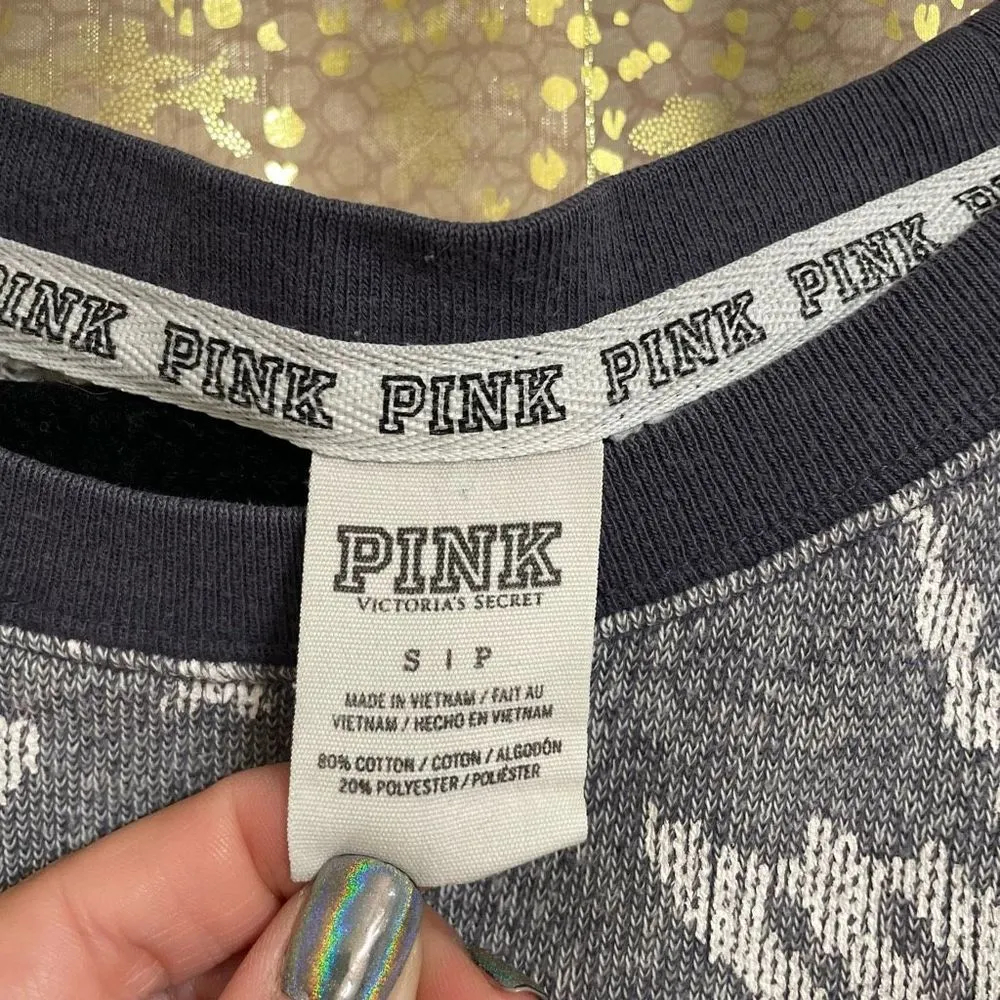 PINK PINK PINK PINK PINK
PINK
VICTORIA'S SECRET
S | P
MADE IN VIETNAM / FAIT AU
VIETNAM / HECHO EN VIETNAM
80% COTTON / COTON / ALGODÓN
20% POLYESTER / POLIÉSTER